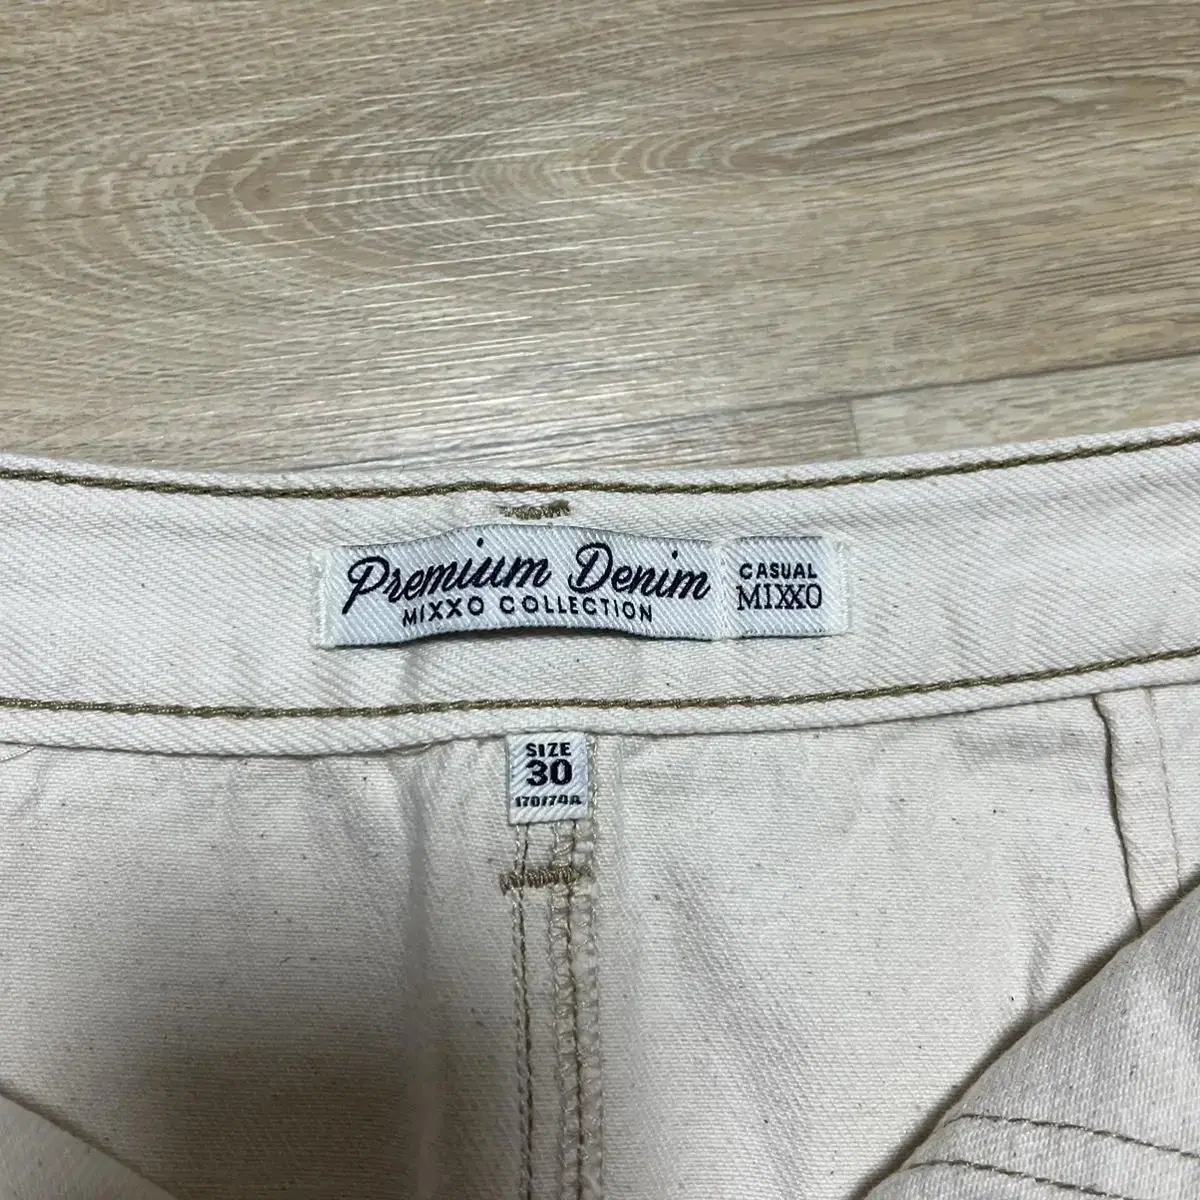 Premium Denim
MIXXO COLLECTION
CASUAL
MIXXO
SIZE
30
170/74A